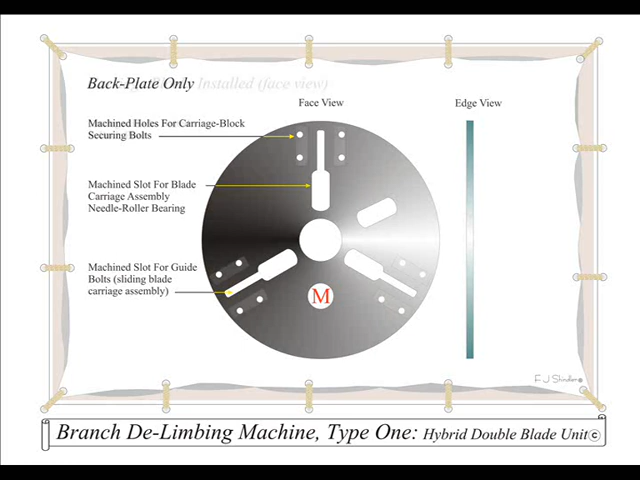 Back-Plate Only Installed (face view)
Face View
Edge View
Machined Holes For Carriage-Block
Securing Bolts
Machined Slot For Blade
Carriage Assembly
Needle-Roller Bearing
Machined Slot For Guide
Bolts (sliding blade
carriage assembly)
M
F J Shindler©
Branch De-Limbing Machine, Type One: Hybrid Double Blade Unit©